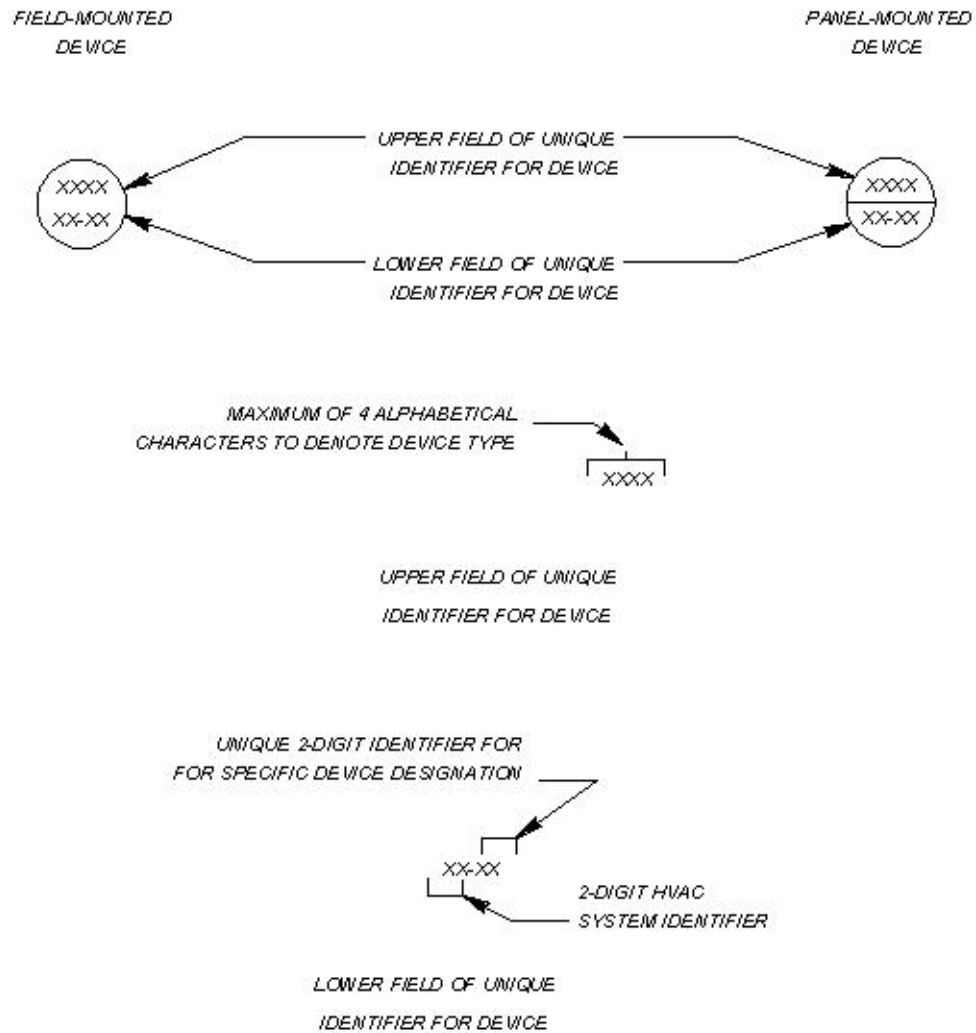 FIELD-MOUNTED
DEVICE
PANEL-MOUNTED
DEVICE
UPPER FIELD OF UNIQUE
IDENTIFIER FOR DEVICE
XXXX
XX-XX
XXXX
XX-XX
LOWER FIELD OF UNIQUE
IDENTIFIER FOR DEVICE
MAXIMUM OF 4 ALPHABETICAL
CHARACTERS TO DENOTE DEVICE TYPE
XXXX
UPPER FIELD OF UNIQUE
IDENTIFIER FOR DEVICE
UNIQUE 2-DIGIT IDENTIFIER FOR
FOR SPECIFIC DEVICE DESIGNATION
XX-XX
2-DIGIT HVAC
SYSTEM IDENTIFIER
LOWER FIELD OF UNIQUE
IDENTIFIER FOR DEVICE